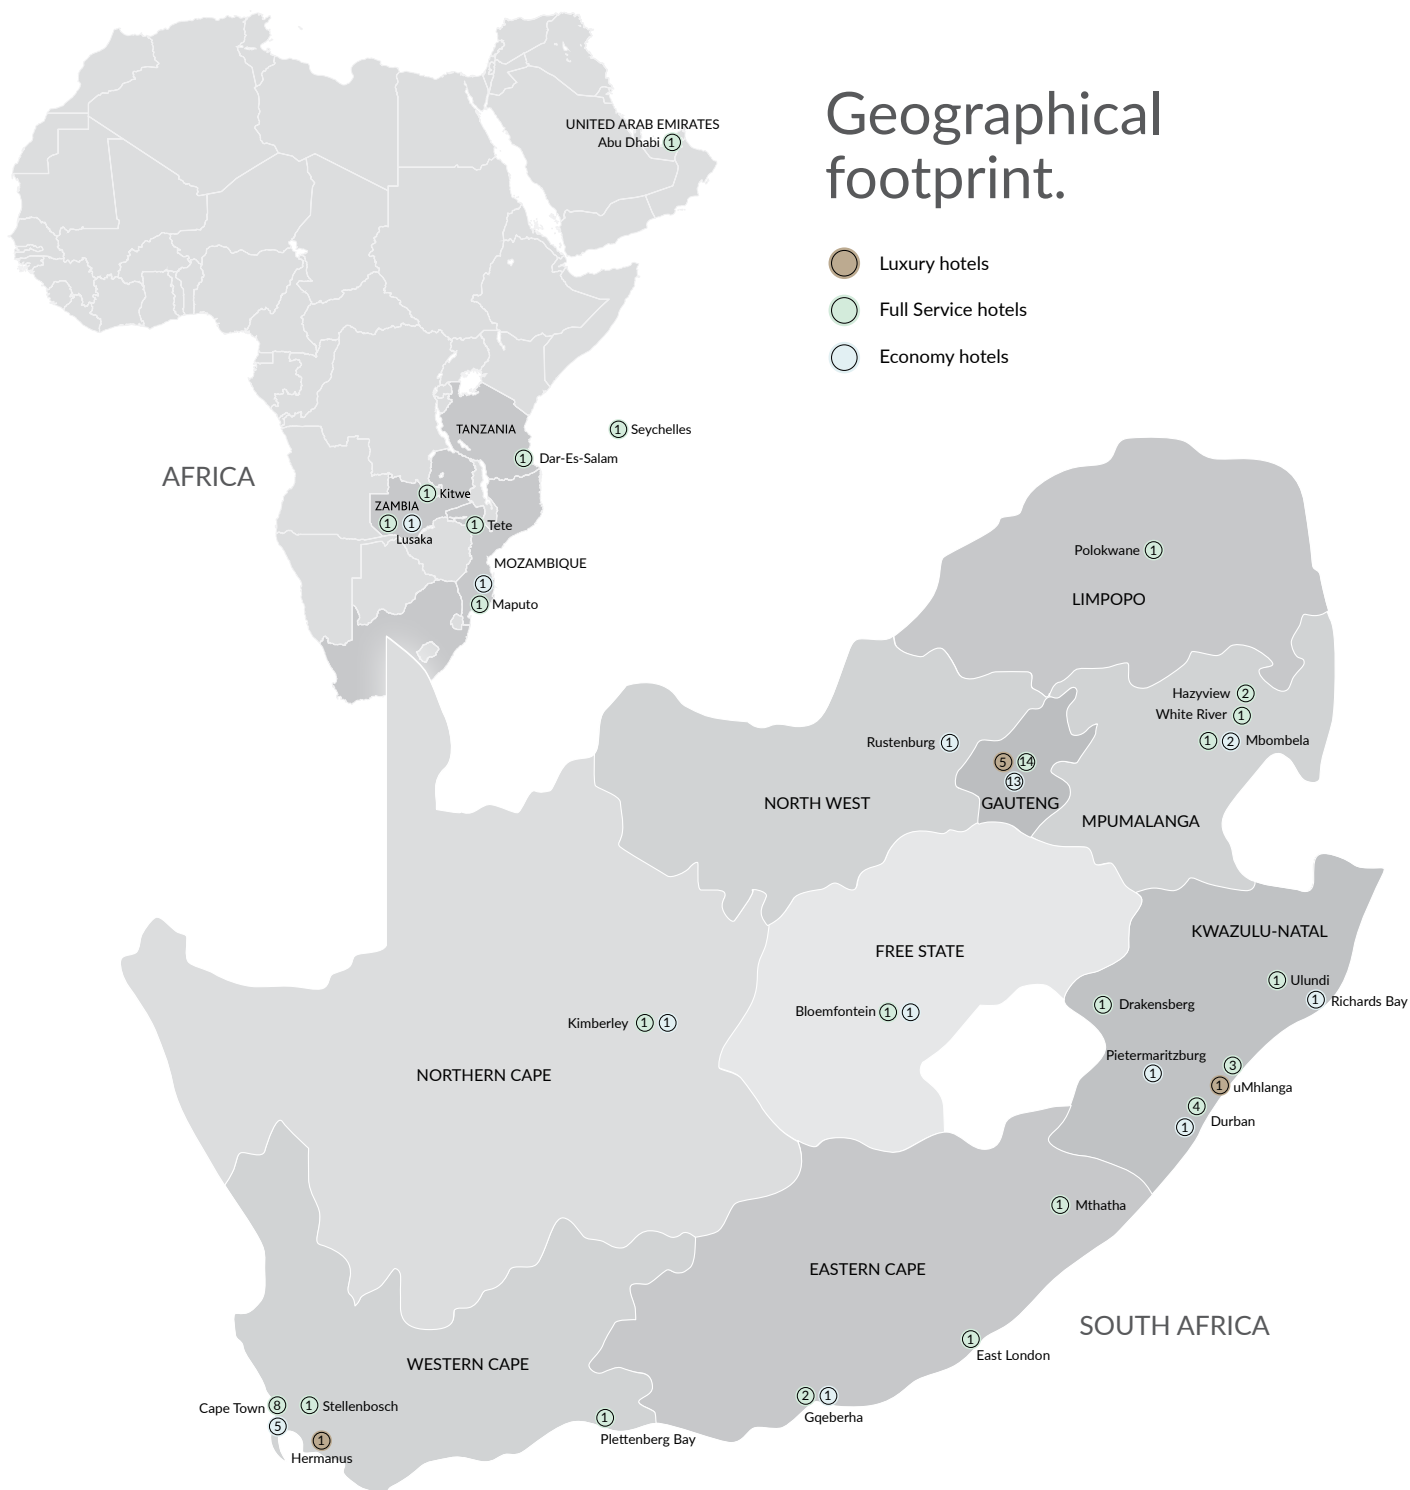 Geographical
footprint.
Luxury hotels
Full Service hotels
Economy hotels
UNITED ARAB EMIRATES
Abu Dhabi 1
AFRICA
TANZANIA
1 Seychelles
1 Dar-Es-Salam
1 Kitwe
ZAMBIA
1 1
Lusaka
1 Tete
MOZAMBIQUE
1
1 Maputo
Polokwane 1
LIMPOPO
Hazyview 2
White River 1
1 2 Mbombela
MPUMALANGA
Rustenburg 1
NORTH WEST
5 14
13
GAUTENG
FREE STATE
Bloemfontein 1 1
KWAZULU-NATAL
1 Ulundi
1 Richards Bay
1 Drakensberg
Pietermaritzburg
1
3
1 uMhlanga
4
1
Durban
Kimberley 1 1
NORTHERN CAPE
1 Mthatha
EASTERN CAPE
1
East London
2 1
Gqeberha
SOUTH AFRICA
WESTERN CAPE
Cape Town 8
5
1 Stellenbosch
1
Hermanus
1
Plettenberg Bay